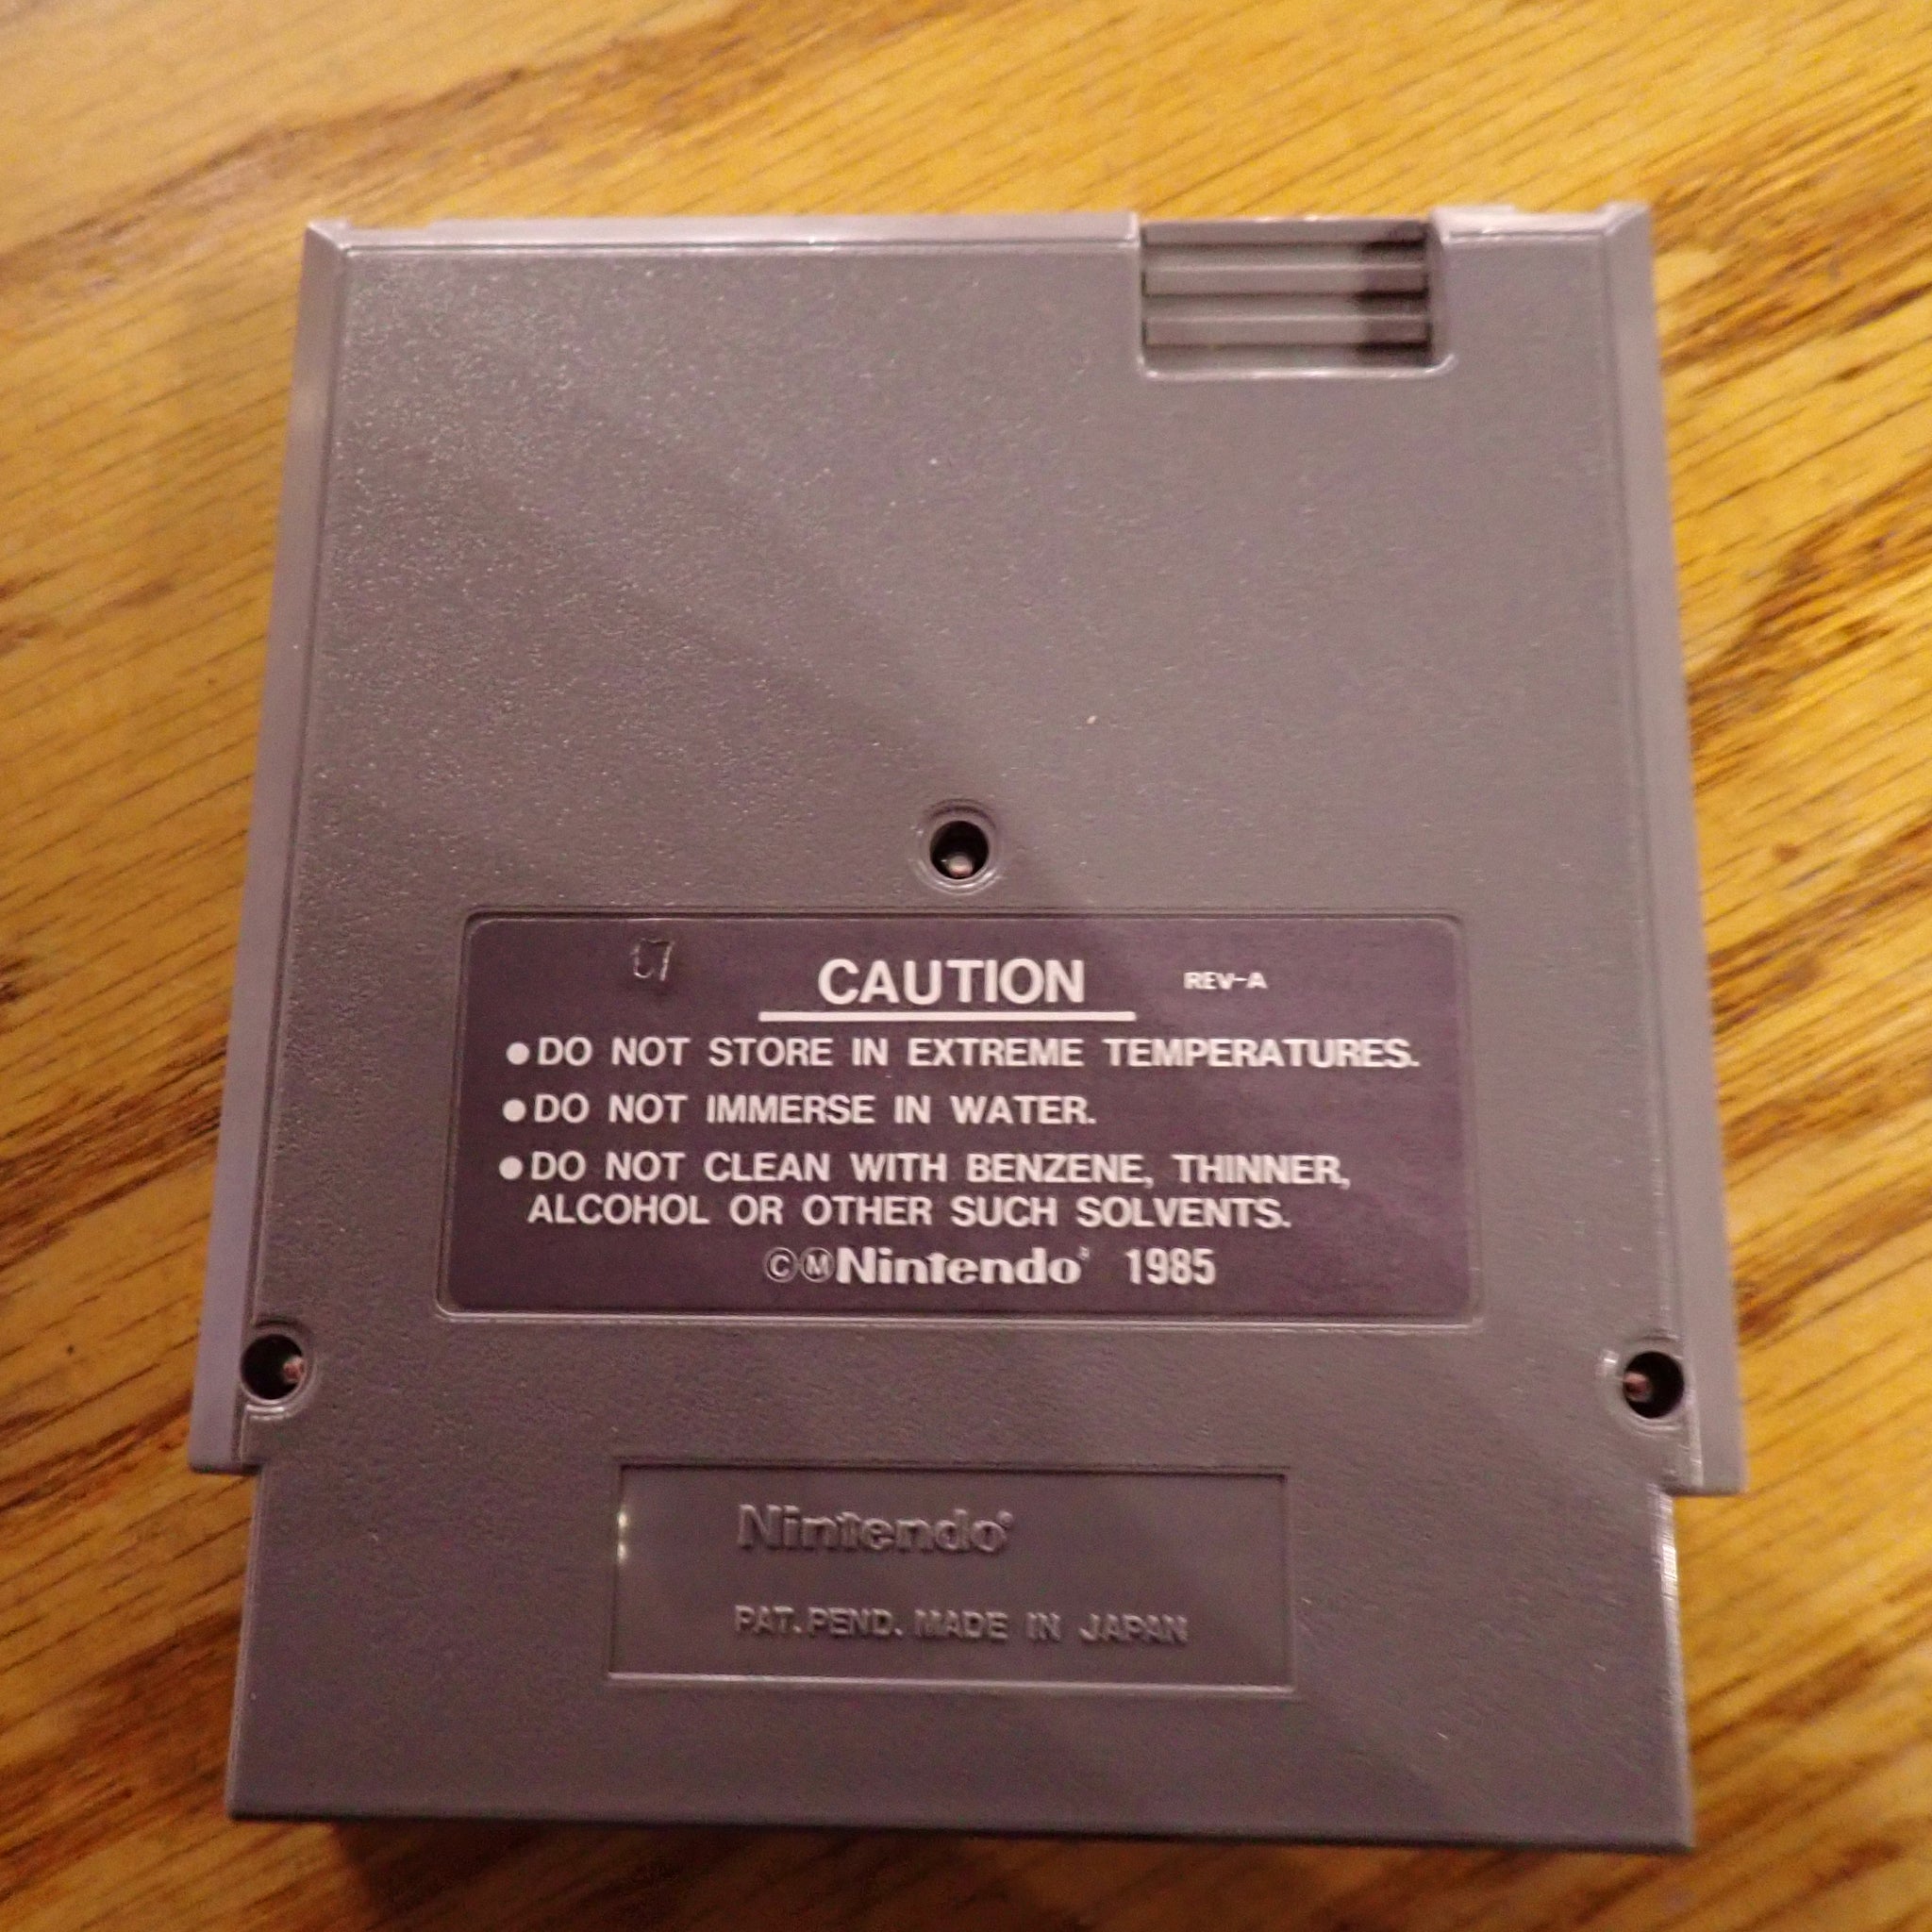 07
CAUTION REV-A
●DO NOT STORE IN EXTREME TEMPERATURES.
●DO NOT IMMERSE IN WATER.
●DO NOT CLEAN WITH BENZENE, THINNER,
ALCOHOL OR OTHER SUCH SOLVENTS.
©ⓂNintendo® 1985
Nintendo®
PAT. PEND. MADE IN JAPAN